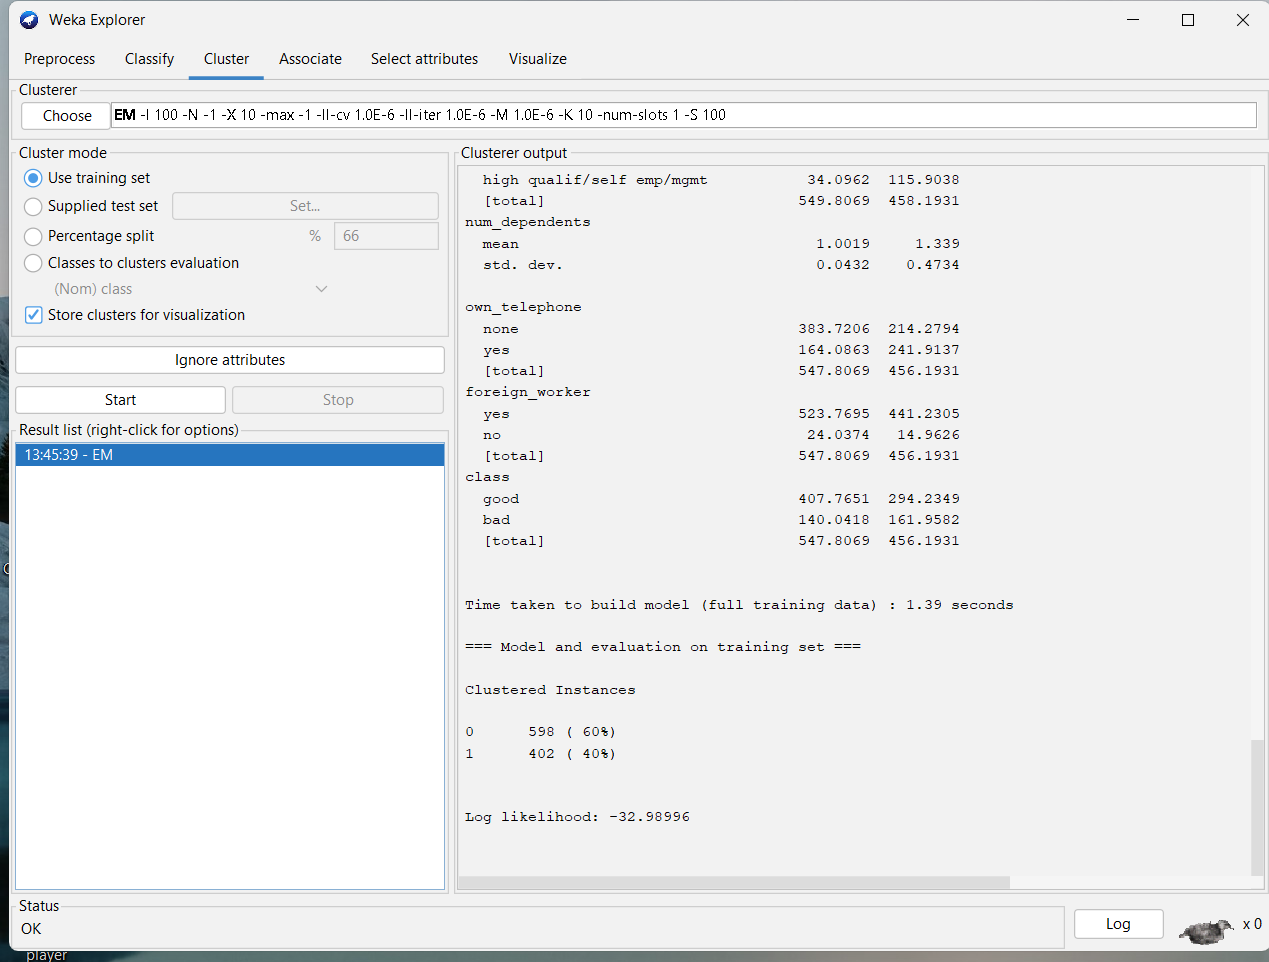 Weka Explorer
Preprocess Classify Cluster Associate Select attributes Visualize
Clusterer
Choose EM -I 100 -N -1 -X 10 -max -1 -ll-cv 1.0E-6 -ll-iter 1.0E-6 -M 1.0E-6 -K 10 -num-slots 1 -S 100
Cluster mode
Use training set
Supplied test set Set...
Percentage split % 66
Classes to clusters evaluation
(Nom) class
Store clusters for visualization
Ignore attributes
Start Stop
Result list (right-click for options)
13:45:39 - EM
Clusterer output
high qualif/self emp/mgmt 34.0962 115.9038
[total] 549.8069 458.1931
num_dependents
mean 1.0019 1.339
std. dev. 0.0432 0.4734
own_telephone
none 383.7206 214.2794
yes 164.0863 241.9137
[total] 547.8069 456.1931
foreign_worker
yes 523.7695 441.2305
no 24.0374 14.9626
[total] 547.8069 456.1931
class
good 407.7651 294.2349
bad 140.0418 161.9582
[total] 547.8069 456.1931
Time taken to build model (full training data) : 1.39 seconds
=== Model and evaluation on training set ===
Clustered Instances
0 598 ( 60%)
1 402 ( 40%)
Log likelihood: -32.98996
Status
OK
Log x 0
player